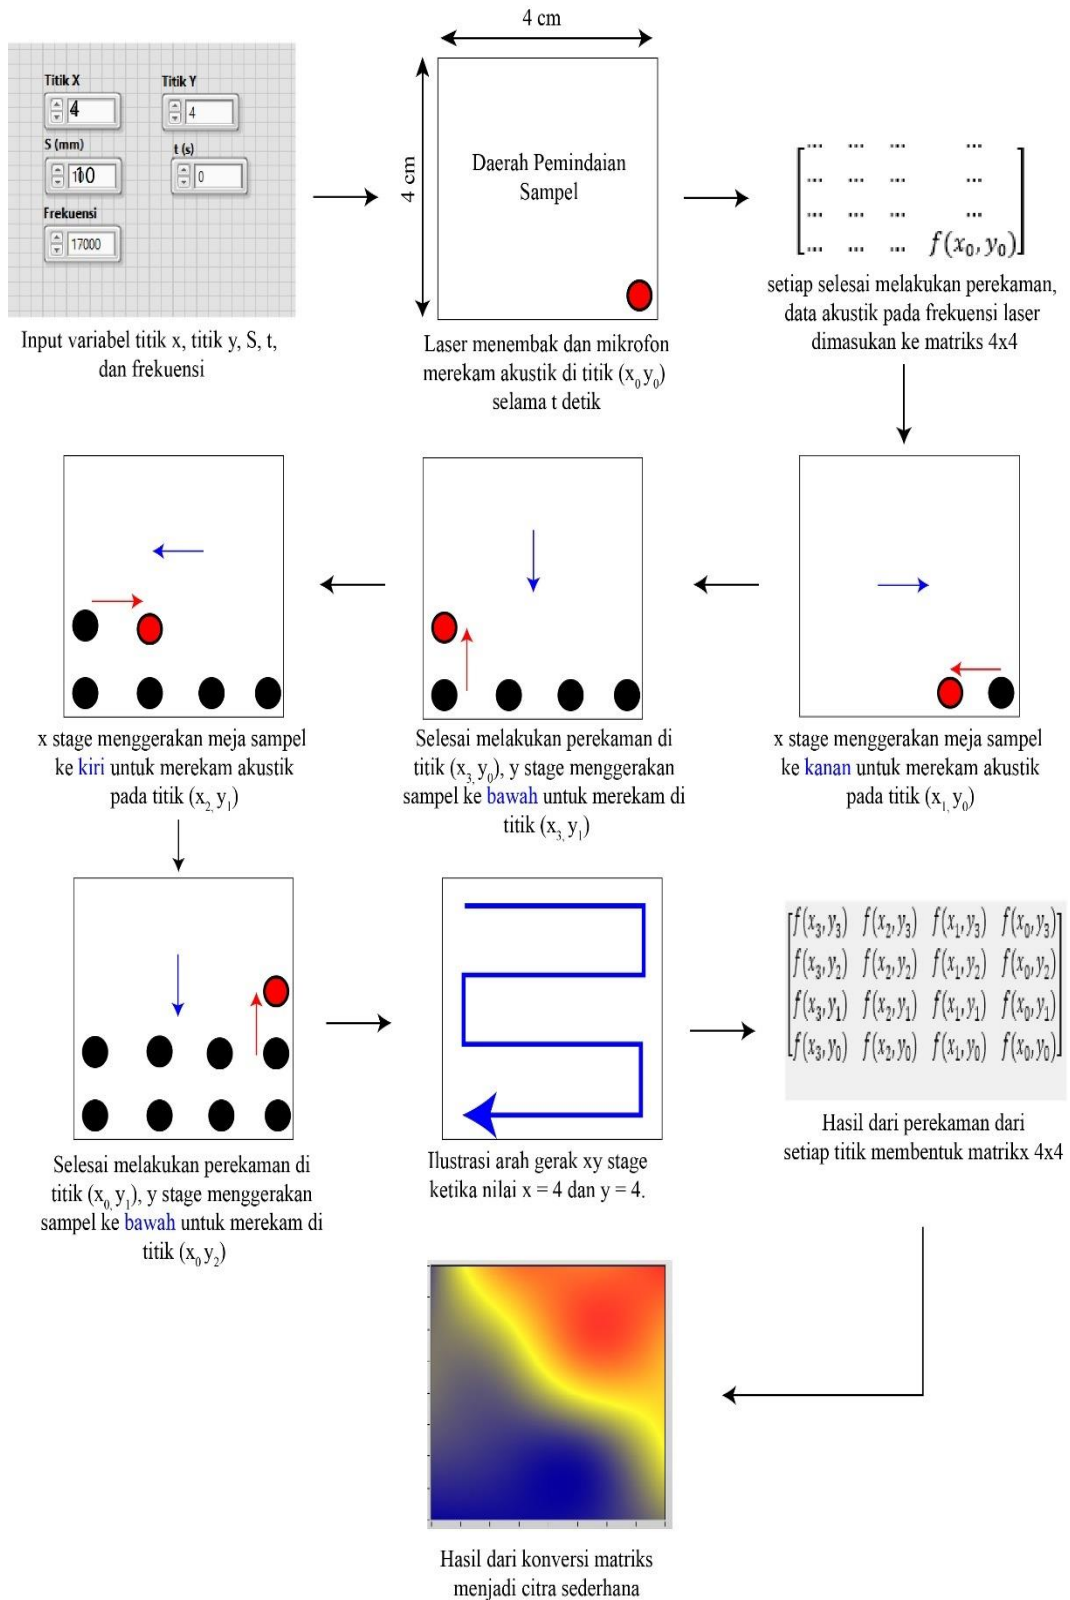 4 cm
Titik X
Titik Y
4
4
S (mm)
t (s)
10
0
Frekuensi
17000
4 cm
Daerah Pemindaian
Sampel
... ... ... ...
... ... ... ...
... ... ... ...
... ... ... f(x₀, y₀)
Input variabel titik x, titik y, S, t,
dan frekuensi
Laser menembak dan mikrofon
merekam akustik di titik (x₀ y₀)
selama t detik
setiap selesai melakukan perekaman,
data akustik pada frekuensi laser
dimasukan ke matriks 4x4
x stage menggerakan meja sampel
ke kiri untuk merekam akustik
pada titik (x₂, y₁)
Selesai melakukan perekaman di
titik (x₃, y₀), y stage menggerakan
sampel ke bawah untuk merekam di
titik (x₃, y₁)
x stage menggerakan meja sampel
ke kanan untuk merekam akustik
pada titik (x₁, y₀)
f(x₃, y₃) f(x₂, y₃) f(x₁, y₃) f(x₀, y₃)
f(x₃, y₂) f(x₂, y₂) f(x₁, y₂) f(x₀, y₂)
f(x₃, y₁) f(x₂, y₁) f(x₁, y₁) f(x₀, y₁)
f(x₃, y₀) f(x₂, y₀) f(x₁, y₀) f(x₀, y₀)
Selesai melakukan perekaman di
titik (x₀, y₁), y stage menggerakan
sampel ke bawah untuk merekam di
titik (x₀ y₂)
Ilustrasi arah gerak xy stage
ketika nilai x = 4 dan y = 4.
Hasil dari perekaman dari
setiap titik membentuk matrikx 4x4
Hasil dari konversi matriks
menjadi citra sederhana